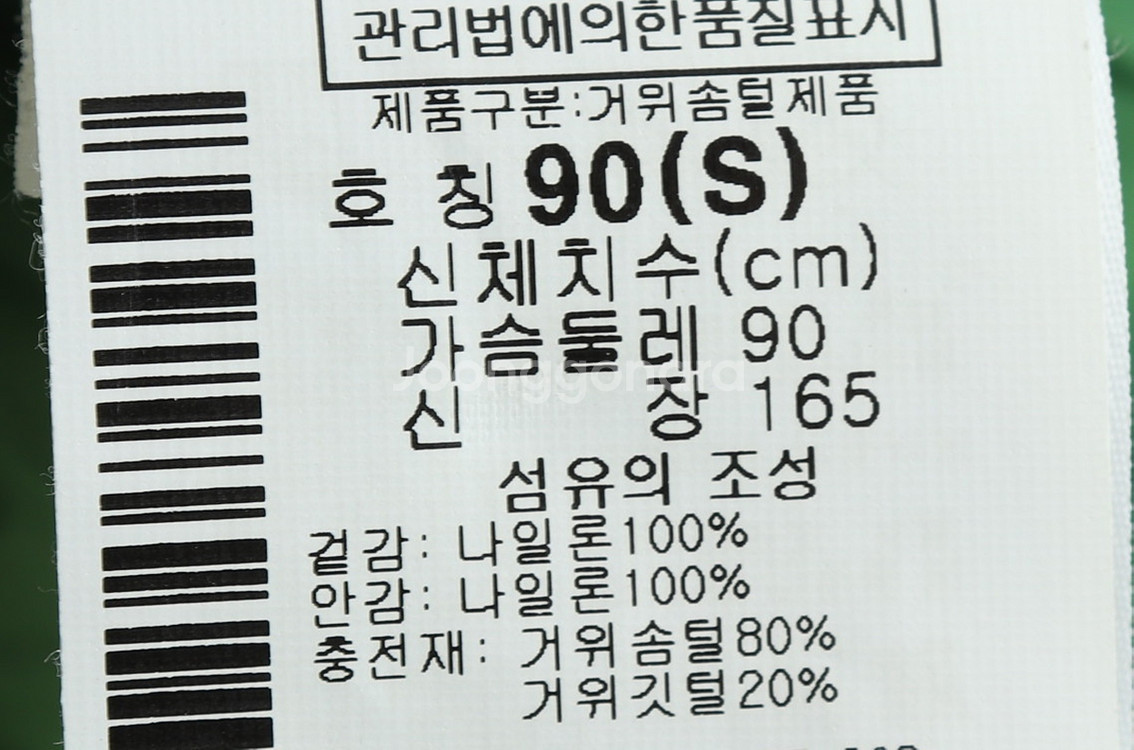 관리법에의한품질표시
제품구분:거위솜털제품
호 칭 90(S)
신체치수(cm)
가슴둘레 90
신 장 165
섬유의 조성
겉감: 나일론100%
안감: 나일론100%
충전재: 거위솜털80%
거위깃털20%
Joonggonara